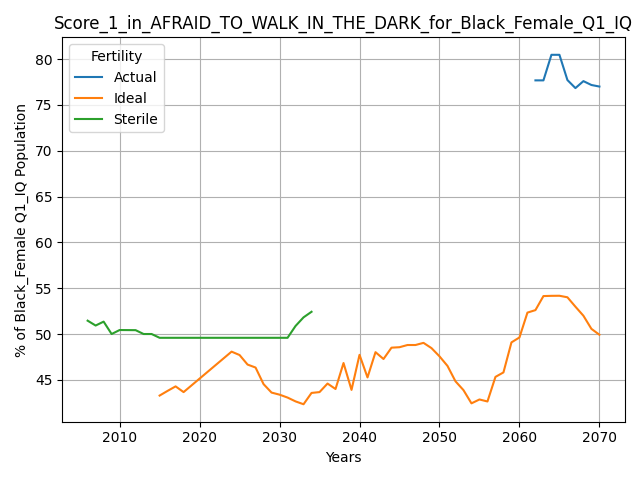 Score_1_in_AFRAID_TO_WALK_IN_THE_DARK_for_Black_Female_Q1_IQ
Fertility
Actual
Ideal
Sterile
% of Black_Female Q1_IQ Population
80
75
70
65
60
55
50
45
2010 2020 2030 2040 2050 2060 2070
Years